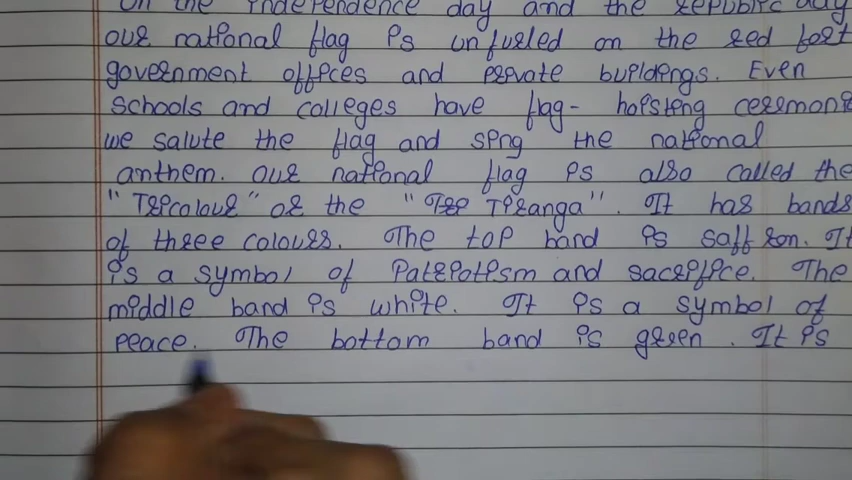 On the independence day and the republic day
our national flag is unfurled on the red fort
government offices and private buildings. Even
schools and colleges have flag- hoisting ceremony
we salute the flag and sing the national
anthem. our national flag is also called the
"Tricolour" or the " Tiranga". It has bands
of three colours. The top band is saffron. It
is a symbol of Patriotism and sacrifice. The
middle band is white. It is a symbol of
peace. The bottom band is green. It is